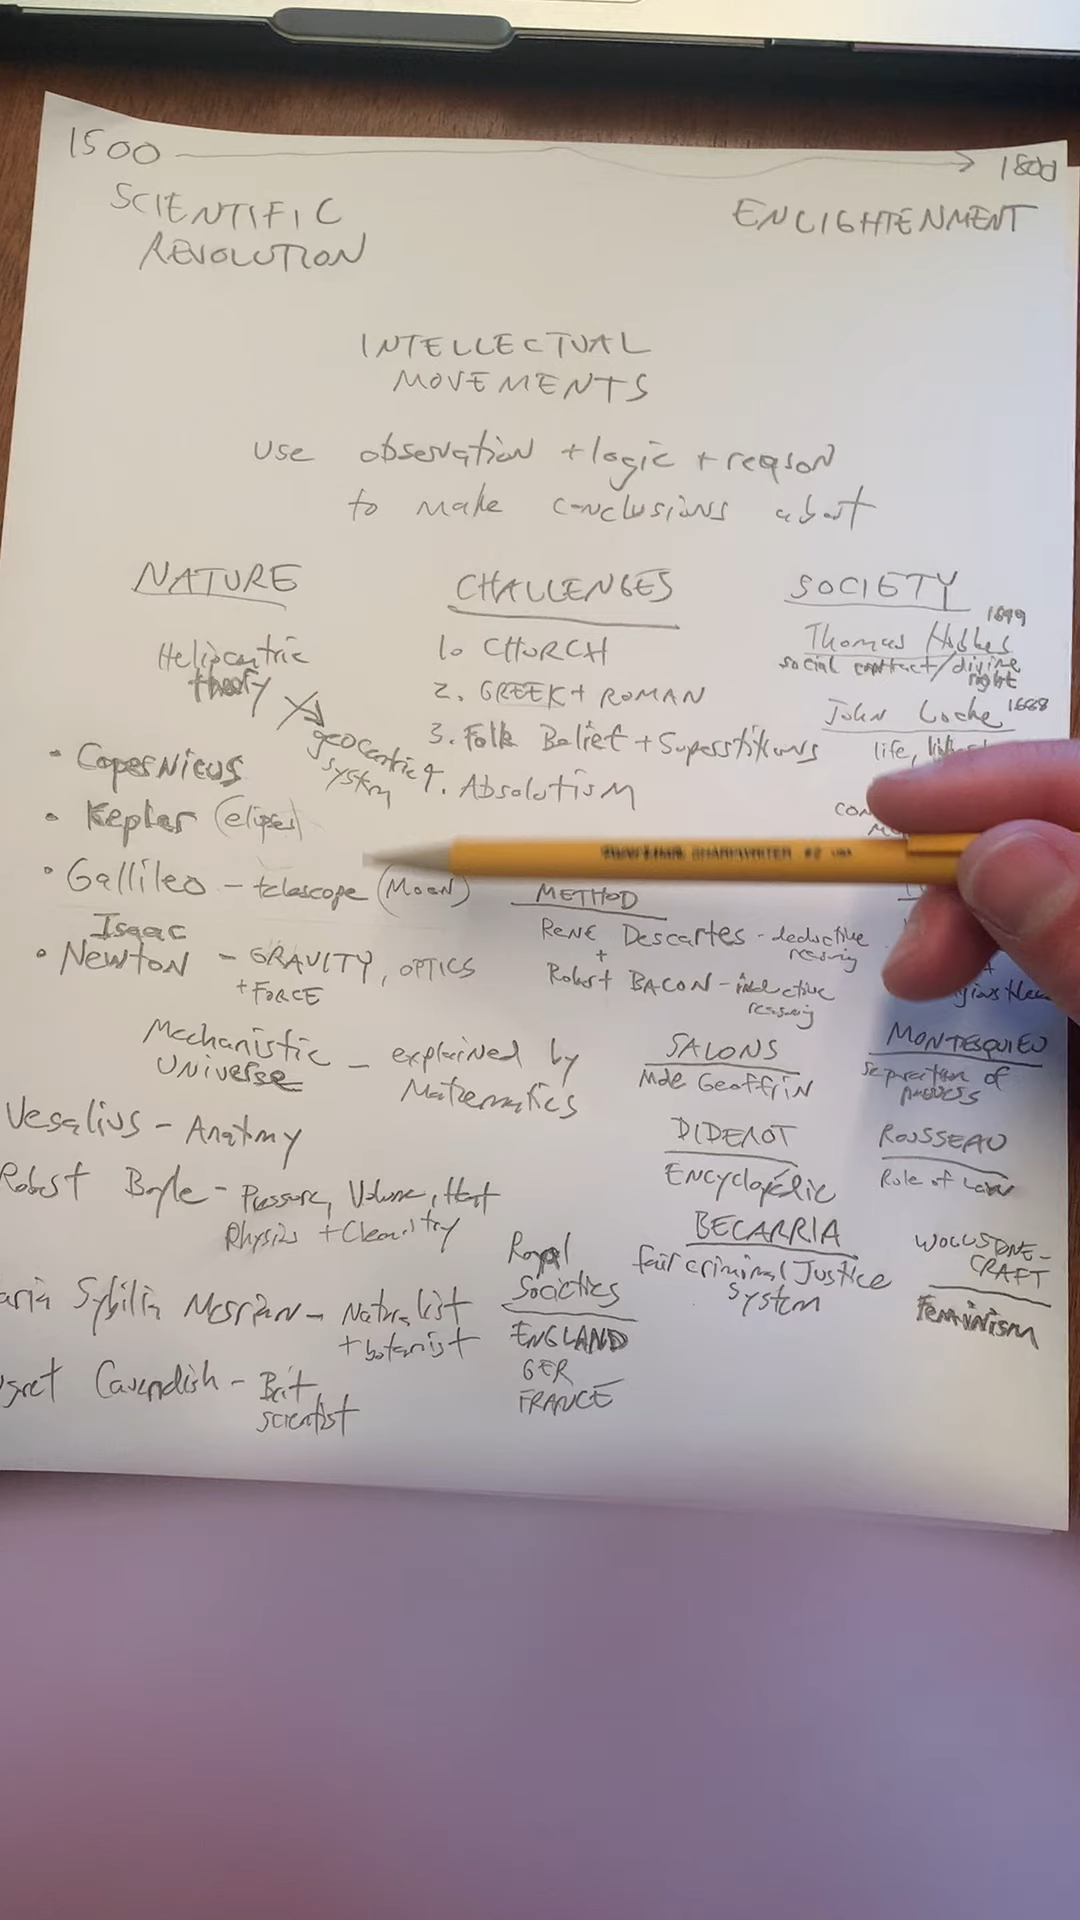 1500
1800
SCIENTIFIC
REVOLUTION
ENLIGHTENMENT
INTELLECTUAL
MOVEMENTS
use observation + logic + reason
to make conclusions about
NATURE
Heliocentric
theory
geocentric
system
• Copernicus
• Kepler (elipses)
• Gallileo - telescope (Moon)
Isaac
• Newton - GRAVITY, OPTICS
+ FORCE
Mechanistic
UNIVERSE - explained by
Mathematics
Vesalius - Anatomy
Robert Boyle - Pressure, Volume, Heat
Physics + Chemistry
aria Sybilia Merrian - Naturalist
+ botanist
garet Cavendish - Brit
scientist
CHALLENGES
1. CHURCH
2. GREEK + ROMAN
3. Folk Belief + Superstitions
4. Absolutism
METHOD
RENE Descartes - deductive
reasoning
+
Robert BACON - inductive
reasoning
SALONS
Mde Geoffrin
DIDEROT
ENCYCLOPEDIC
BECARRIA
fair criminal Justice
System
Royal
Societies
ENGLAND
GER
FRANCE
SOCIETY
1649
Thomas Hobbes
social contract/divine
right
John Locke 1688
life,
MONTESQUIEU
separation of
powers
ROUSSEAU
Role of Law
WOLLSTONE-
CRAFT
Feminism